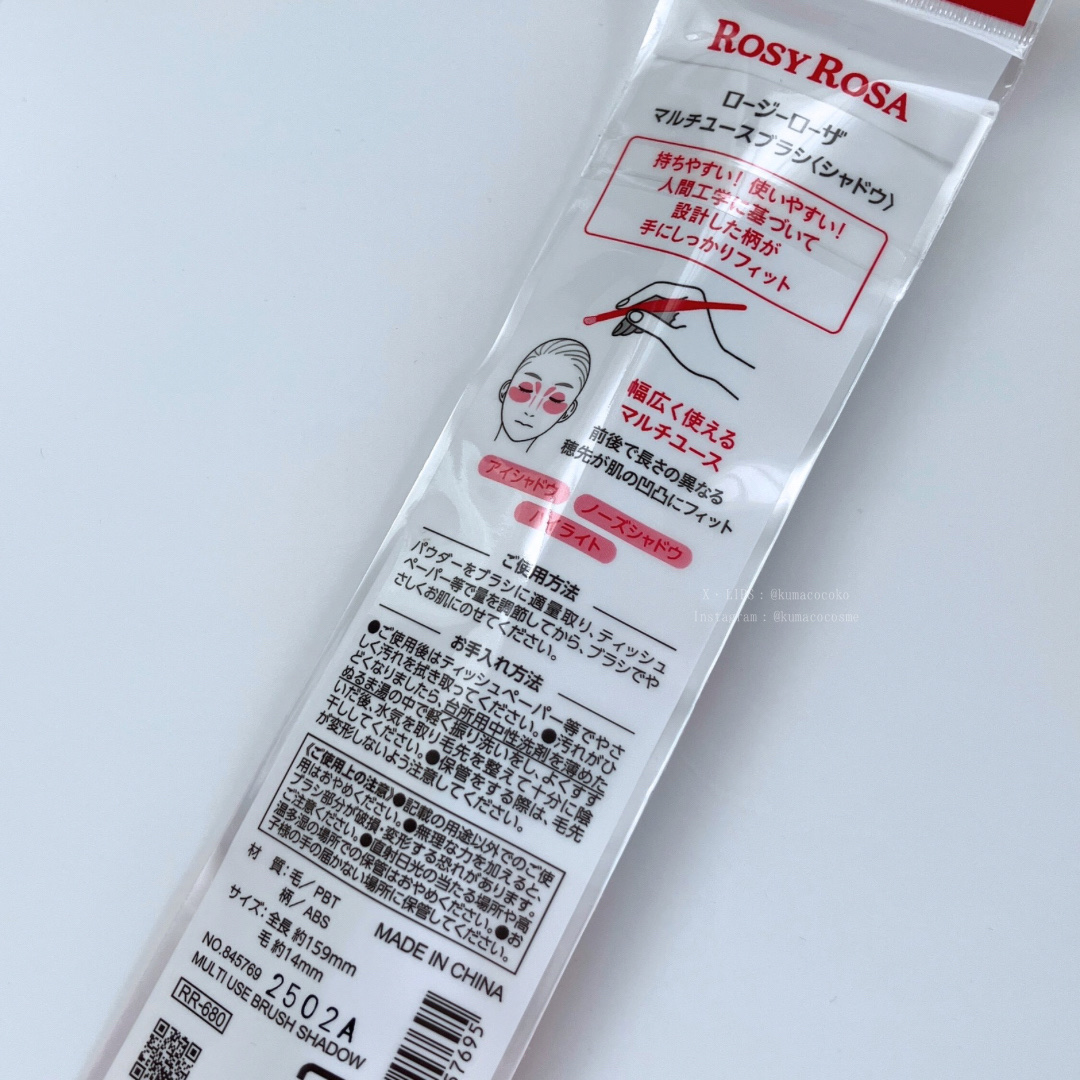 ROSY ROSA
ロージーローザ
マルチユースブラシ〈シャドウ〉
持ちやすい！使いやすい！
人間工学に基づいて
設計した柄が
手にしっかりフィット
幅広く使える
マルチユース
前後で長さの異なる
穂先が肌の凹凸にフィット
アイシャドウ
ノーズシャドウ
ハイライト
ご使用方法
パウダーをブラシに適量取り、ティッシュ
ペーパー等で量を調節してから、ブラシでや
さしくお肌にのせてください。
お手入れ方法
●ご使用後はティッシュペーパー等でやさ
しく汚れを拭き取ってください。●汚れがひ
どくなりましたら、台所用中性洗剤を薄めた
ぬるま湯の中で軽く振り洗いをし、よくすす
いだ後、水気を取り毛先を整えて十分に陰
干ししてください。●保管をする際は、毛先
が変形しないよう注意してください。
《ご使用上の注意》●記載の用途以外でのご使
用はおやめください。●無理な力を加えると、
ブラシ部分が破損・変形する恐れがあります。
ご注意ください。●直射日光の当たる場所や高
温多湿の場所での保管はおやめください。●お
子様の手の届かない場所に保管してください。
材 質：毛／PBT
柄／ABS
サイズ：全長 約159mm
毛 約14mm
MADE IN CHINA
NO.845769
2502A
MULTI USE BRUSH SHADOW
RR-680
X・LIPS：@kumacocoko
Instagram：@kumacocosme